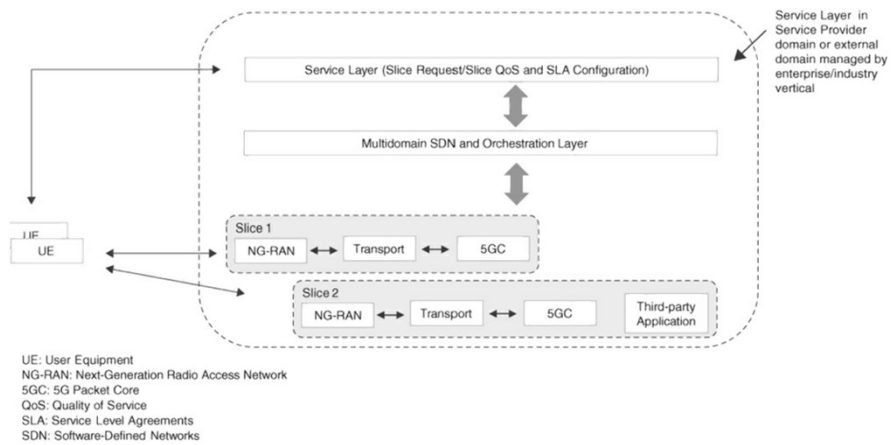 Service Layer in
Service Provider
domain or external
domain managed by
enterprise/industry
vertical
Service Layer (Slice Request/Slice QoS and SLA Configuration)
Multidomain SDN and Orchestration Layer
UE
UE
Slice 1
NG-RAN
Transport
5GC
Slice 2
NG-RAN
Transport
5GC
Third-party
Application
UE: User Equipment
NG-RAN: Next-Generation Radio Access Network
5GC: 5G Packet Core
QoS: Quality of Service
SLA: Service Level Agreements
SDN: Software-Defined Networks